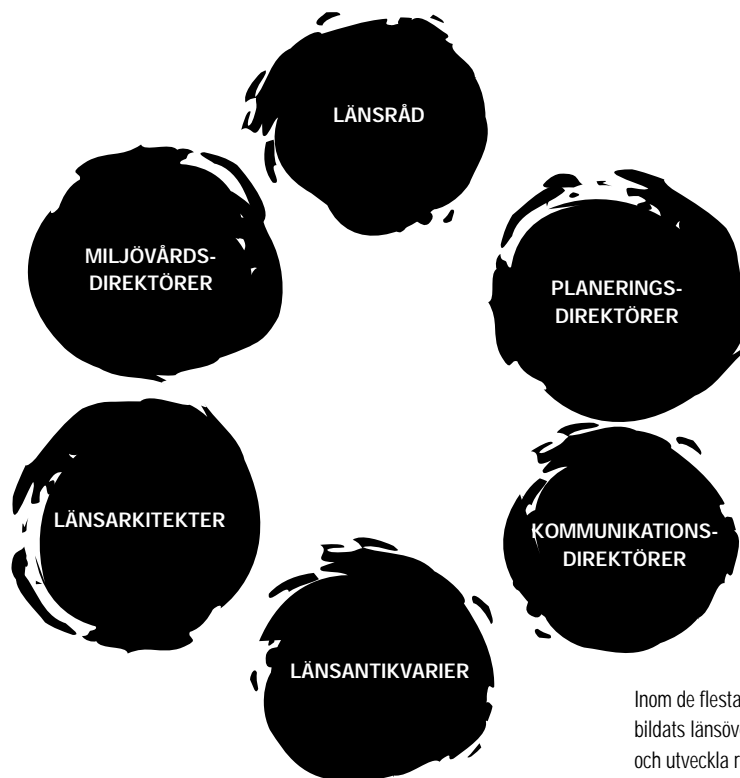 LÄNSRÅD
MILJÖVÅRDS-
DIREKTÖRER
PLANERINGS-
DIREKTÖRER
LÄNSARKITEKTER
KOMMUNIKATIONS-
DIREKTÖRER
LÄNSANTIKVARIER
Inom de flesta
bildats länsöv
och utveckla